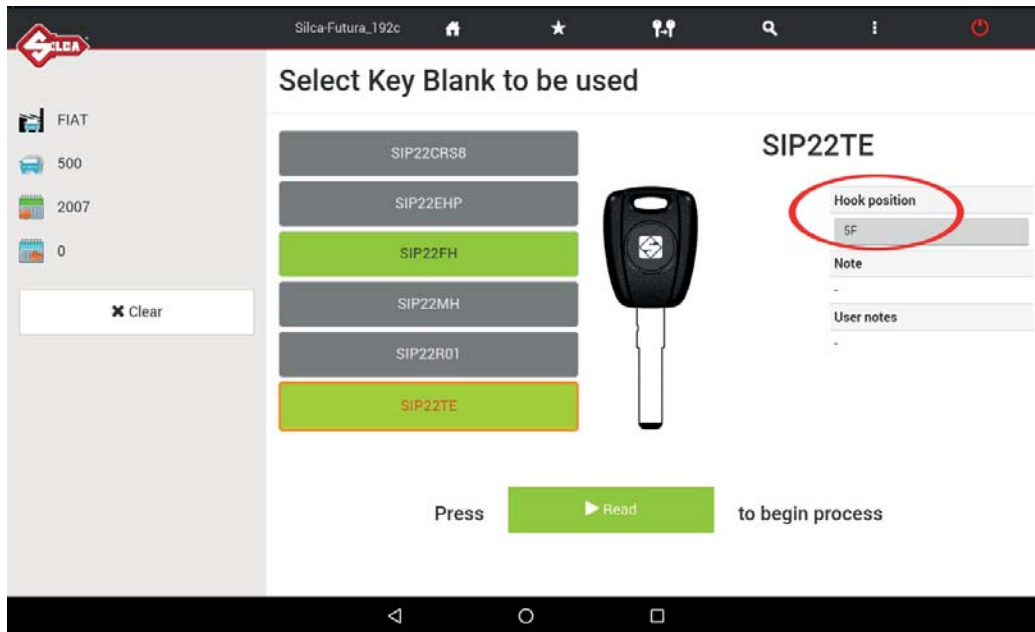 Silca-Futura_192c
SILCA
Select Key Blank to be used
FIAT
500
2007
0
Clear
SIP22CRS8
SIP22EHP
SIP22FH
SIP22MH
SIP22R01
SIP22TE
SIP22TE
Hook position
5F
Note
-
User notes
-
Press
Read
to begin process